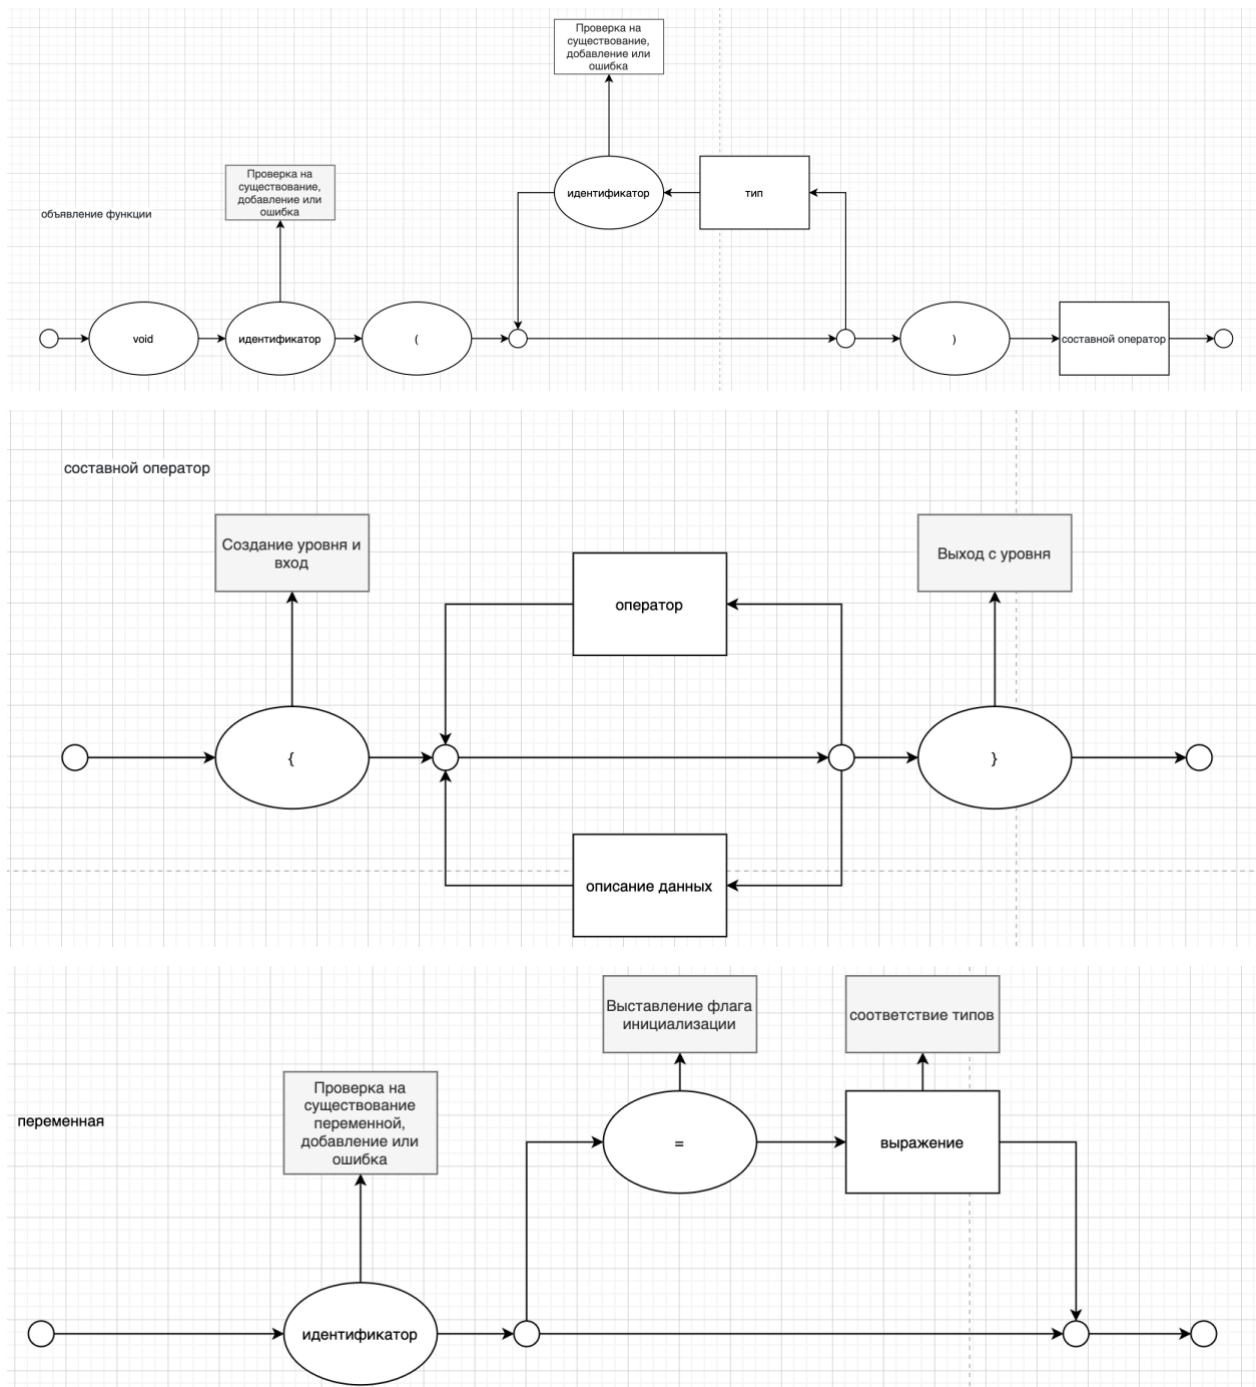 Проверка на
существование,
добавление или
ошибка
идентификатор
тип
Проверка на
существование,
добавление или
ошибка
объявление функции
void
идентификатор
(
)
составной оператор
составной оператор
Создание уровня и
вход
оператор
Выход с уровня
{
}
описание данных
Выставление флага
инициализации
соответствие типов
Проверка на
существование
переменной,
добавление или
ошибка
переменная
=
выражение
идентификатор